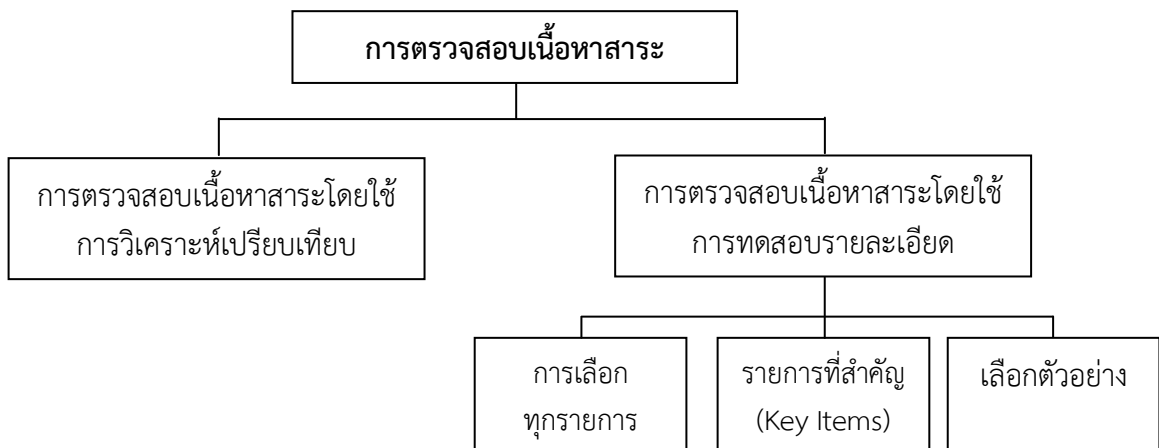 การตรวจสอบเนื้อหาสาระ
การตรวจสอบเนื้อหาสาระโดยใช้
การวิเคราะห์เปรียบเทียบ
การตรวจสอบเนื้อหาสาระโดยใช้
การทดสอบรายละเอียด
การเลือก
ทุกรายการ
รายการที่สำคัญ
(Key Items)
เลือกตัวอย่าง